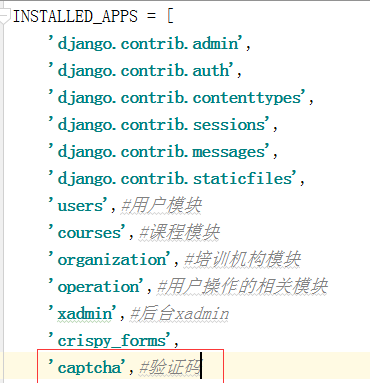 INSTALLED_APPS = [
    'django.contrib.admin',
    'django.contrib.auth',
    'django.contrib.contenttypes',
    'django.contrib.sessions',
    'django.contrib.messages',
    'django.contrib.staticfiles',
    'users',#用户模块
    'courses',#课程模块
    'organization',#培训机构模块
    'operation',#用户操作的相关模块
    'xadmin',#后台xadmin
    'crispy_forms',
    'captcha',#验证码